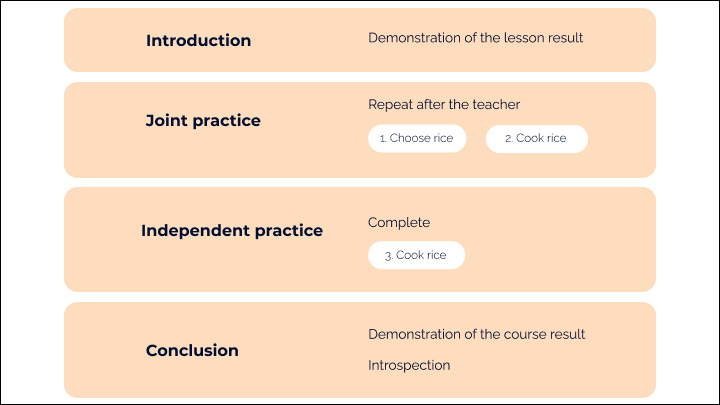 Introduction
Demonstration of the lesson result
Joint practice
Repeat after the teacher
1. Choose rice
2. Cook rice
Independent practice
Complete
3. Cook rice
Conclusion
Demonstration of the course result
Introspection